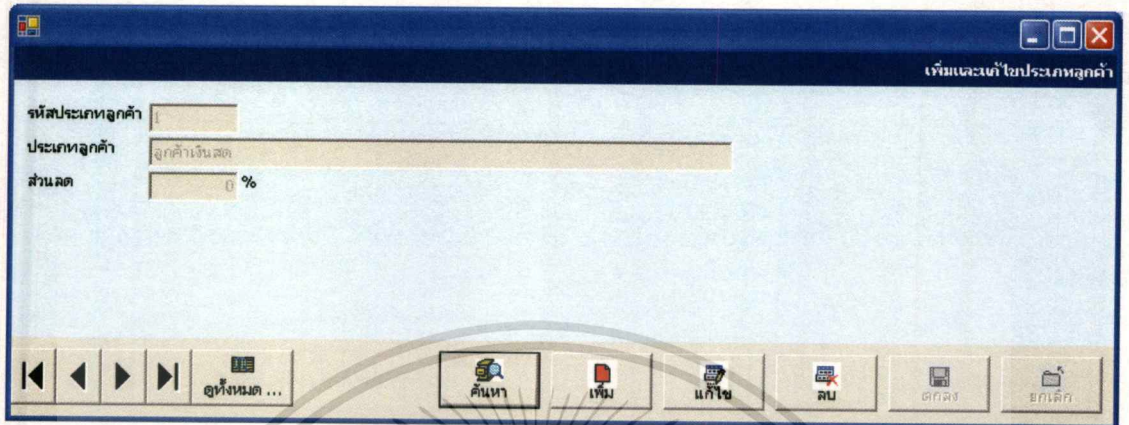 เพิ่มและแก้ไขประเภทลูกค้า
รหัสประเภทลูกค้า 1
ประเภทลูกค้า ลูกค้าเงินสด
ส่วนลด 0 %
ดูทั้งหมด ... ค้นหา เพิ่ม แก้ไข ลบ ตกลง ยกเลิก